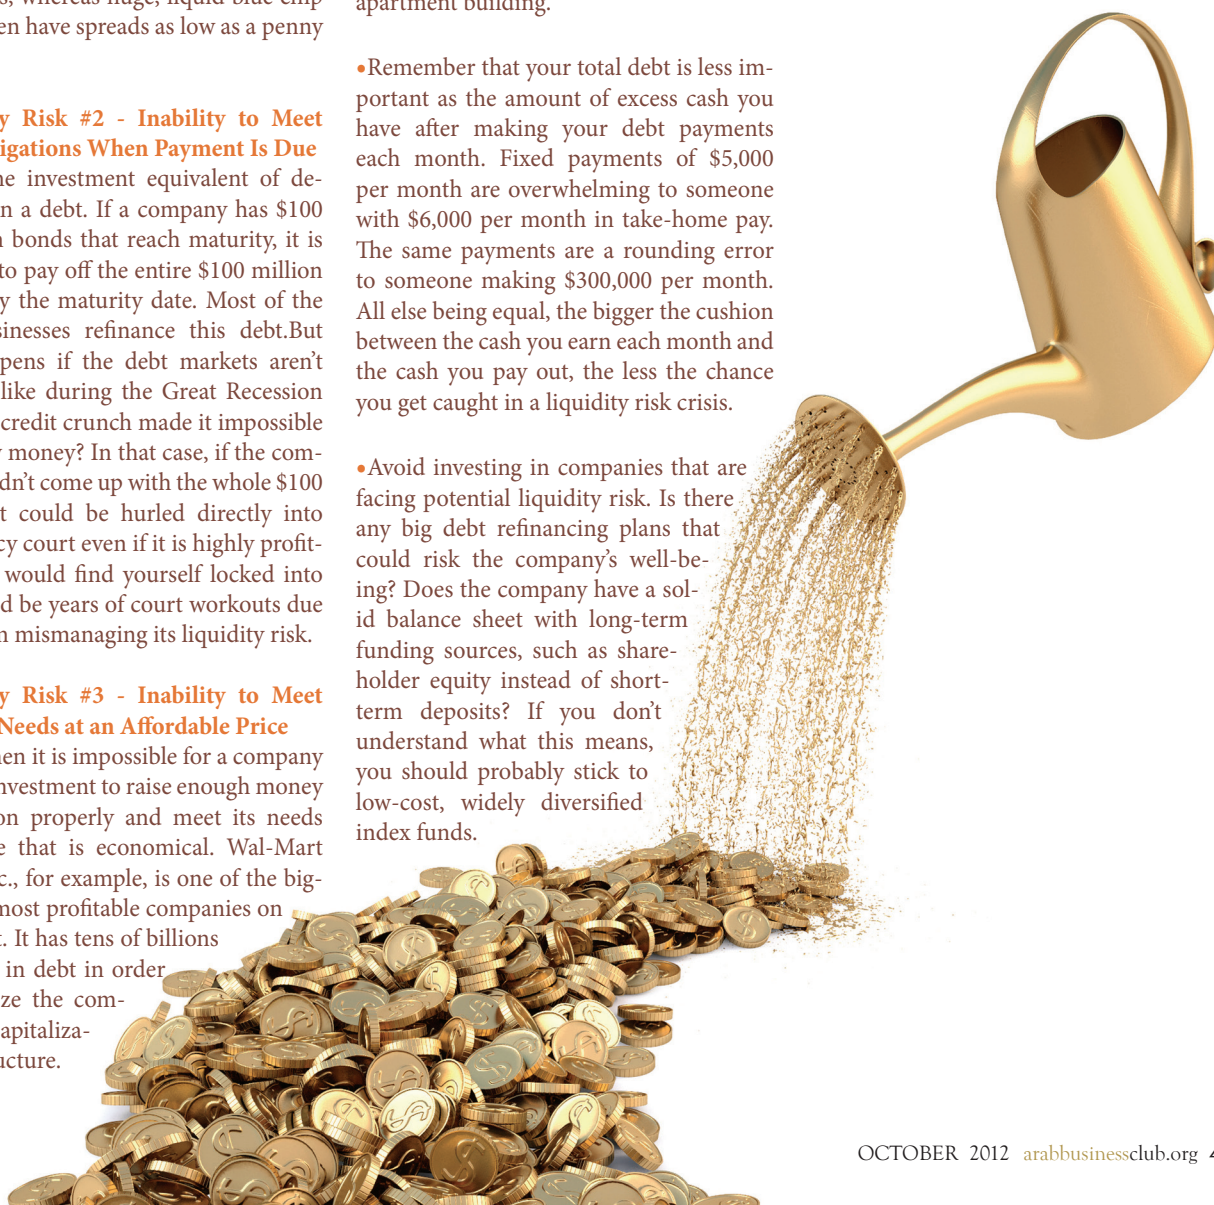 whereas huge, liquid blue chip
en have spreads as low as a penny
y Risk #2 - Inability to Meet
igations When Payment Is Due
ne investment equivalent of de-
n a debt. If a company has $100
n bonds that reach maturity, it is
to pay off the entire $100 million
y the maturity date. Most of the
sinesses refinance this debt.But
pens if the debt markets aren’t
like during the Great Recession
credit crunch made it impossible
w money? In that case, if the com-
dn’t come up with the whole $100
t could be hurled directly into
cy court even if it is highly profit-
would find yourself locked into
d be years of court workouts due
n mismanaging its liquidity risk.
y Risk #3 - Inability to Meet
Needs at an Affordable Price
hen it is impossible for a company
nvestment to raise enough money
on properly and meet its needs
e that is economical. Wal-Mart
c., for example, is one of the big-
most profitable companies on
t. It has tens of billions
in debt in order
ze the com-
apitaliza-
ucture.
apartment building.
•Remember that your total debt is less im-
portant as the amount of excess cash you
have after making your debt payments
each month. Fixed payments of $5,000
per month are overwhelming to someone
with $6,000 per month in take-home pay.
The same payments are a rounding error
to someone making $300,000 per month.
All else being equal, the bigger the cushion
between the cash you earn each month and
the cash you pay out, the less the chance
you get caught in a liquidity risk crisis.
•Avoid investing in companies that are
facing potential liquidity risk. Is there
any big debt refinancing plans that
could risk the company’s well-be-
ing? Does the company have a sol-
id balance sheet with long-term
funding sources, such as share-
holder equity instead of short-
term deposits? If you don’t
understand what this means,
you should probably stick to
low-cost, widely diversified
index funds.
OCTOBER 2012 arabbusinessclub.org